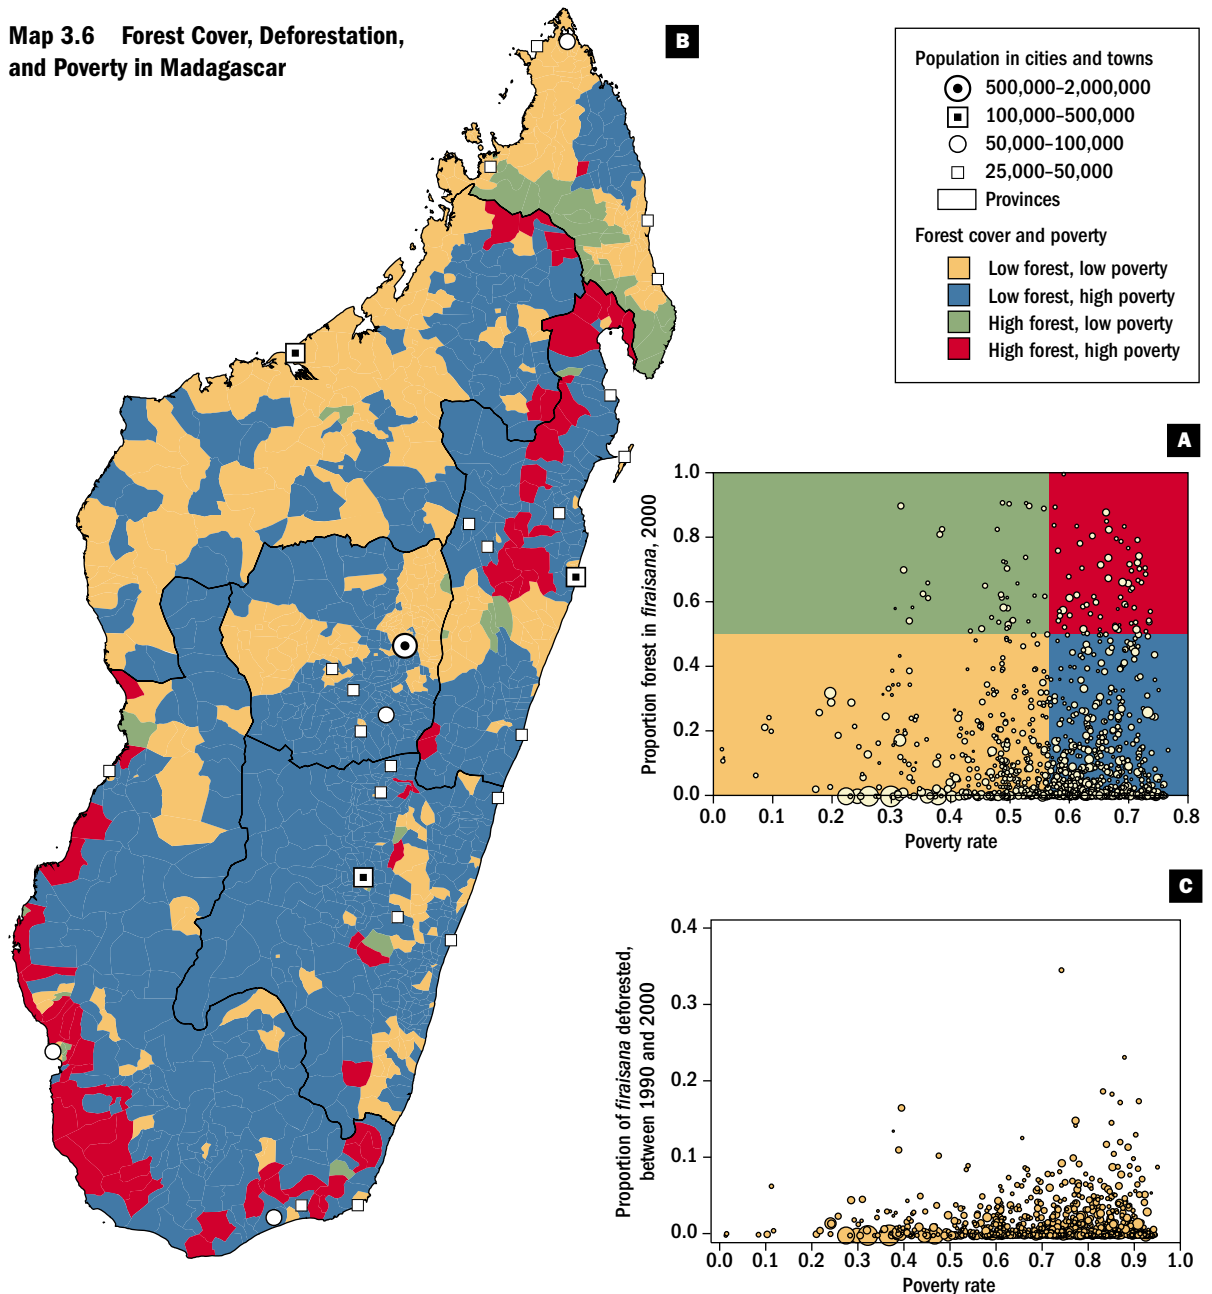 Map 3.6 Forest Cover, Deforestation,
and Poverty in Madagascar
B
Population in cities and towns
500,000–2,000,000
100,000–500,000
50,000–100,000
25,000–50,000
Provinces
Forest cover and poverty
Low forest, low poverty
Low forest, high poverty
High forest, low poverty
High forest, high poverty
A
Proportion forest in firaisana, 2000
1.0
0.8
0.6
0.4
0.2
0.0
0.0 0.1 0.2 0.3 0.4 0.5 0.6 0.7 0.8
Poverty rate
C
Proportion of firaisana deforested,
between 1990 and 2000
0.4
0.3
0.2
0.1
0.0
0.0 0.1 0.2 0.3 0.4 0.5 0.6 0.7 0.8 0.9 1.0
Poverty rate